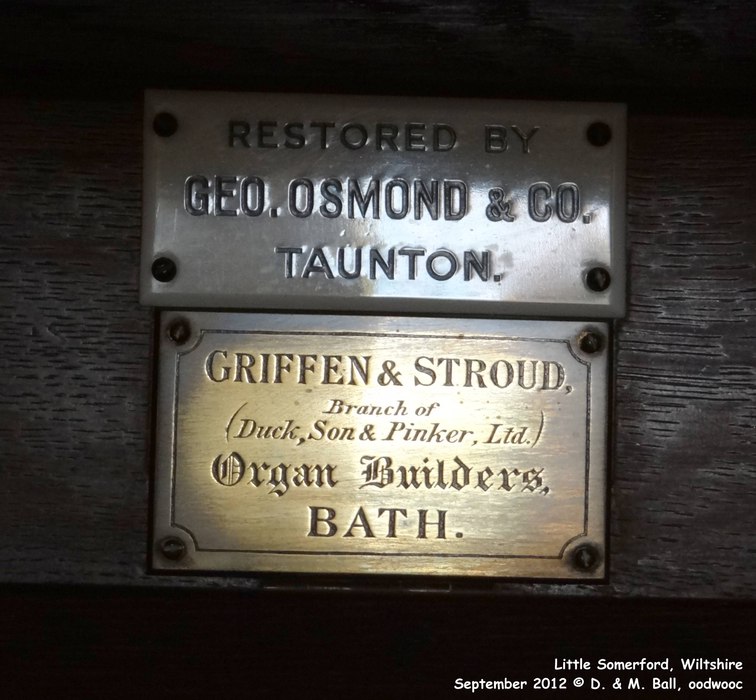 RESTORED BY
GEO. OSMOND & CO.
TAUNTON.
GRIFFEN & STROUD,
Branch of
(Duck, Son & Pinker, Ltd.)
Organ Builders,
BATH.
Little Somerford, Wiltshire
September 2012 © D. & M. Ball, oodwooc